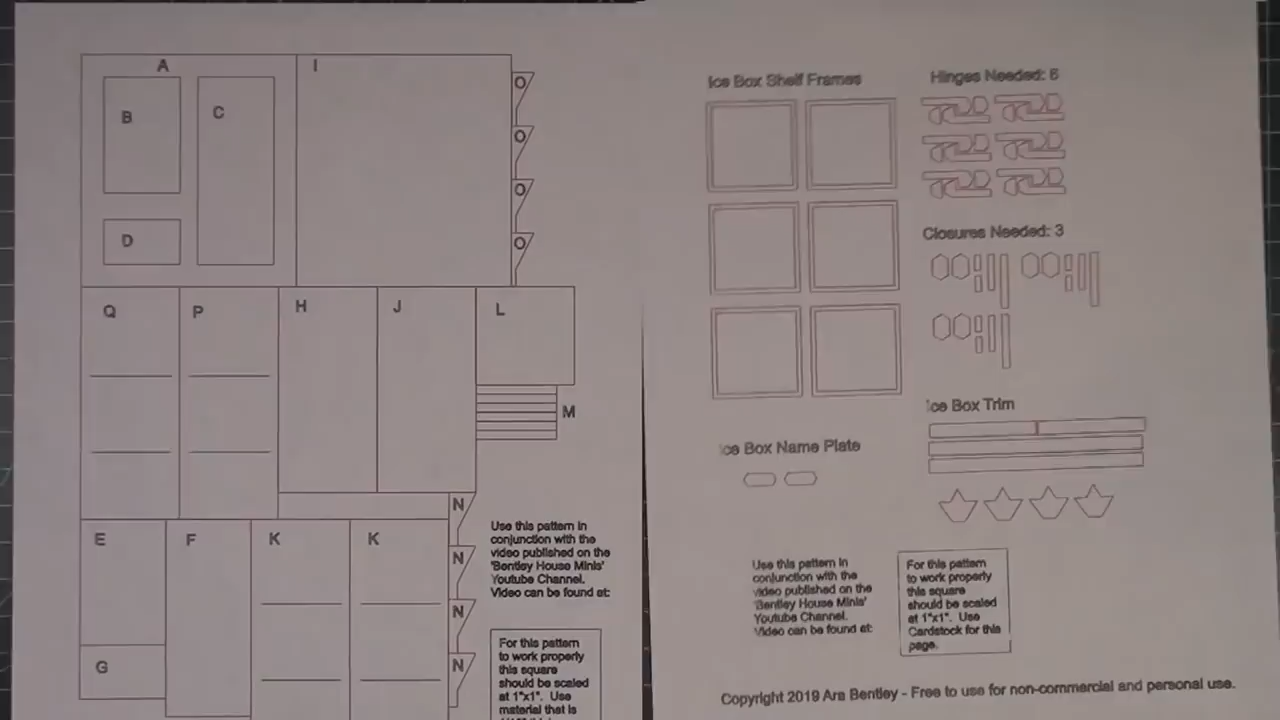 A
I
B
C
D
O
O
O
O
Q
P
H
J
L
M
N
N
N
N
E
F
K
K
G
Use this pattern in
conjunction with the
video published on the
'Bentley House Minis'
Youtube Channel.
Video can be found at:
For this pattern
to work properly
this square
should be scaled
at 1"x1". Use
material that is
Ice Box Shelf Frames
Hinges Needed: 6
Closures Needed: 3
Ice Box Trim
Ice Box Name Plate
Use this pattern in
conjunction with the
video published on the
'Bentley House Minis'
Youtube Channel.
Video can be found at:
For this pattern
to work properly
this square
should be scaled
at 1"x1". Use
Cardstock for this
page.
Copyright 2019 Ara Bentley - Free to use for non-commercial and personal use.